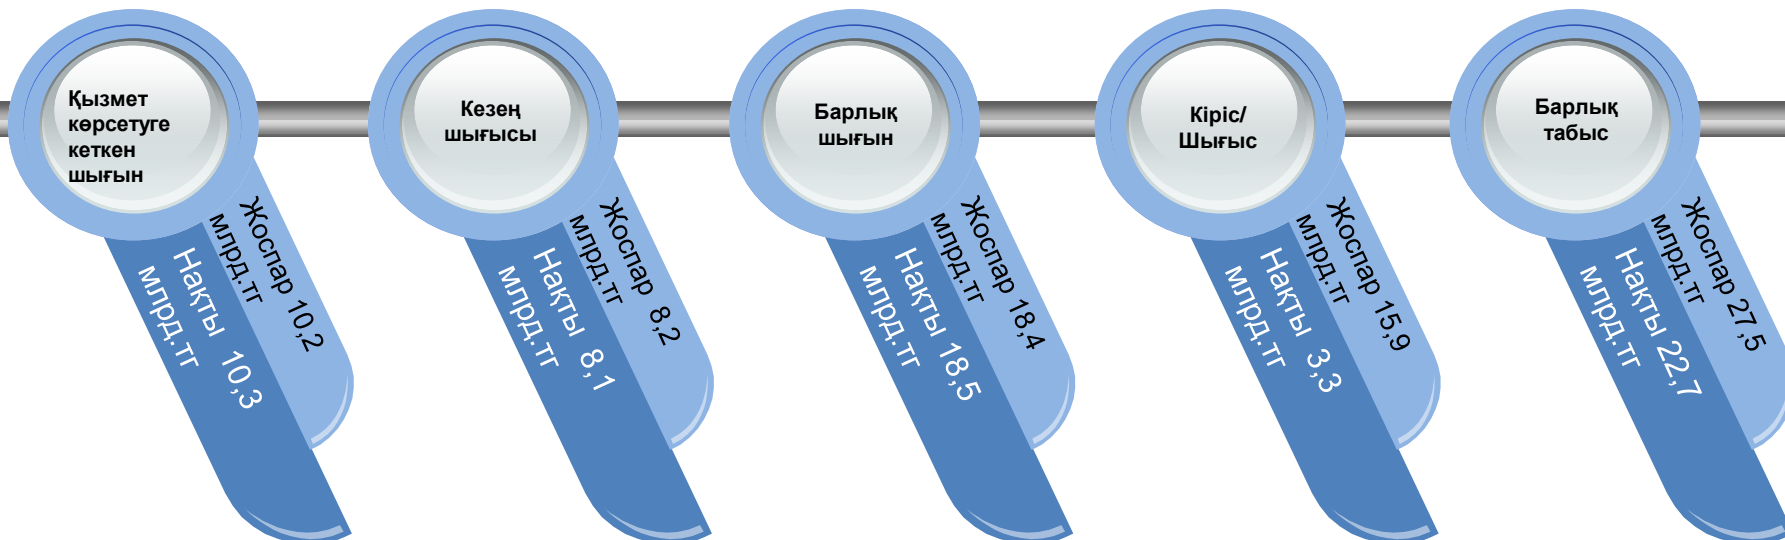 Қызмет
көрсетуге
кеткен
шығын
Жоспар 10,2
млрд.тг
Нақты 10,3
млрд.тг
Кезең
шығысы
Жоспар 8,2
млрд.тг
Нақты 8,1
млрд.тг
Барлық
шығын
Жоспар 18,4
млрд.тг
Нақты 18,5
млрд.тг
Кіріс/
Шығыс
Жоспар 15,9
млрд.тг
Нақты 3,3
млрд.тг
Барлық
табыс
Жоспар 27,5
млрд.тг
Нақты 22,7
млрд.тг